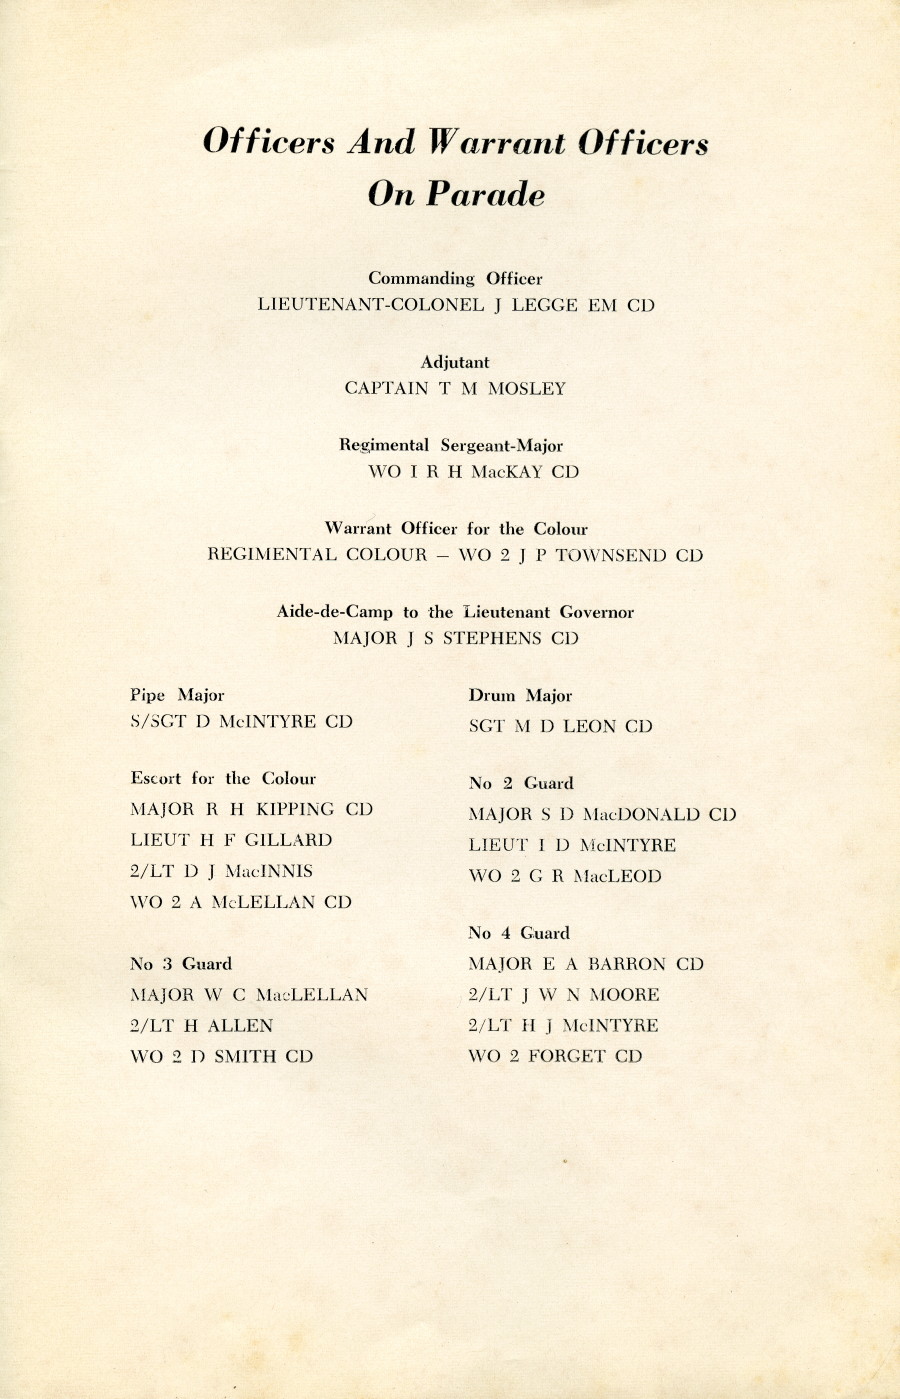 Officers And Warrant Officers
On Parade
Commanding Officer
LIEUTENANT-COLONEL J LEGGE EM CD
Adjutant
CAPTAIN T M MOSLEY
Regimental Sergeant-Major
WO I R H MacKAY CD
Warrant Officer for the Colour
REGIMENTAL COLOUR — WO 2 J P TOWNSEND CD
Aide-de-Camp to the Lieutenant Governor
MAJOR J S STEPHENS CD
Pipe Major
S/SGT D McINTYRE CD
Escort for the Colour
MAJOR R H KIPPING CD
LIEUT H F GILLARD
2/LT D J MacINNIS
WO 2 A McLELLAN CD
No 3 Guard
MAJOR W C MacLELLAN
2/LT H ALLEN
WO 2 D SMITH CD
Drum Major
SGT M D LEON CD
No 2 Guard
MAJOR S D MacDONALD CD
LIEUT I D McINTYRE
WO 2 G R MacLEOD
No 4 Guard
MAJOR E A BARRON CD
2/LT J W N MOORE
2/LT H J McINTYRE
WO 2 FORGET CD